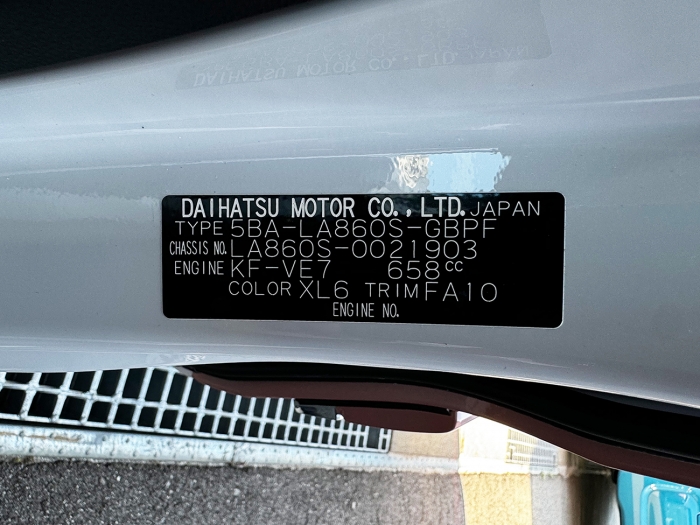 DAIHATSU MOTOR CO., LTD. JAPAN
TYPE 5BA-LA860S-GBPF
CHASSIS NO. LA860S-0021903
ENGINE KF-VE7 658cc
COLOR XL6 TRIM FA10
ENGINE NO.